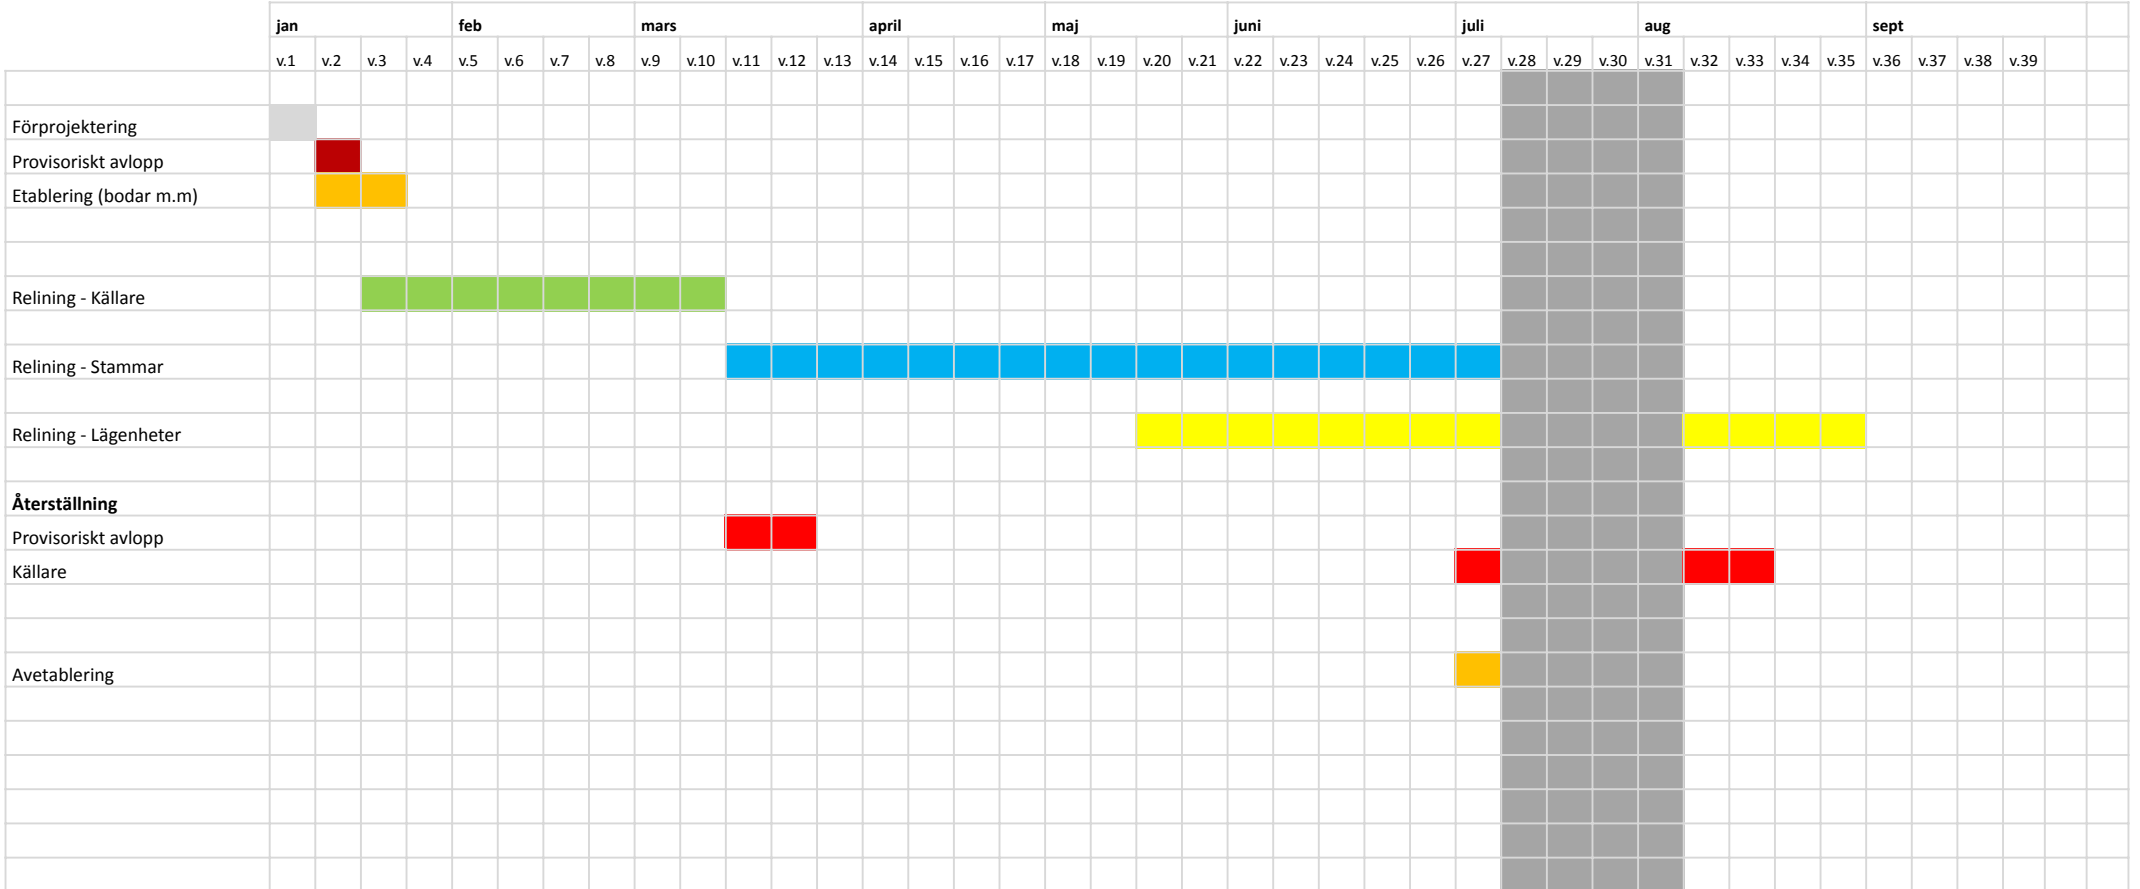 jan feb mars april maj juni juli aug sept
v.1 v.2 v.3 v.4 v.5 v.6 v.7 v.8 v.9 v.10 v.11 v.12 v.13 v.14 v.15 v.16 v.17 v.18 v.19 v.20 v.21 v.22 v.23 v.24 v.25 v.26 v.27 v.28 v.29 v.30 v.31 v.32 v.33 v.34 v.35 v.36 v.37 v.38 v.39
Förprojektering
Provisoriskt avlopp
Etablering (bodar m.m)
Relining - Källare
Relining - Stammar
Relining - Lägenheter
Återställning
Provisoriskt avlopp
Källare
Avetablering